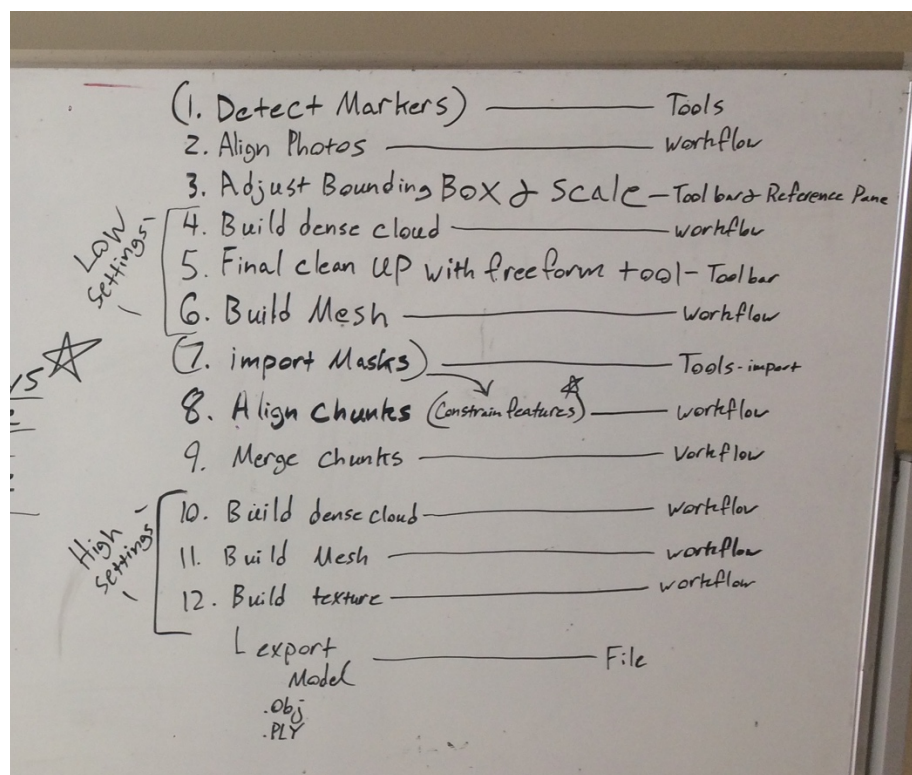 (1. Detect Markers) Tools
2. Align Photos workflow
3. Adjust Bounding Box & Scale - Toolbar & Reference Pane
Low
Settings
4. Build dense cloud workflow
5. Final clean up with freeform tool - Toolbar
6. Build Mesh workflow
(7. import Masks) Tools - import
8. Align Chunks (Constrain features) workflow
9. Merge Chunks workflow
High
Settings
10. Build dense cloud workflow
11. Build Mesh workflow
12. Build texture workflow
export File
Model
.Obj
.PLY